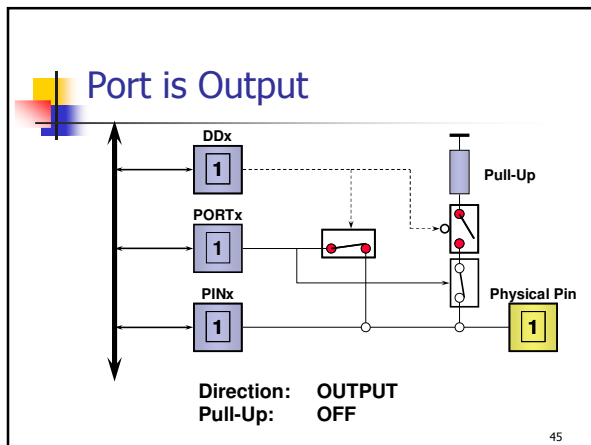 Port is Output
DDx
1
Pull-Up
PORTx
1
PINx
1
Physical Pin
1
Direction: OUTPUT
Pull-Up: OFF
45